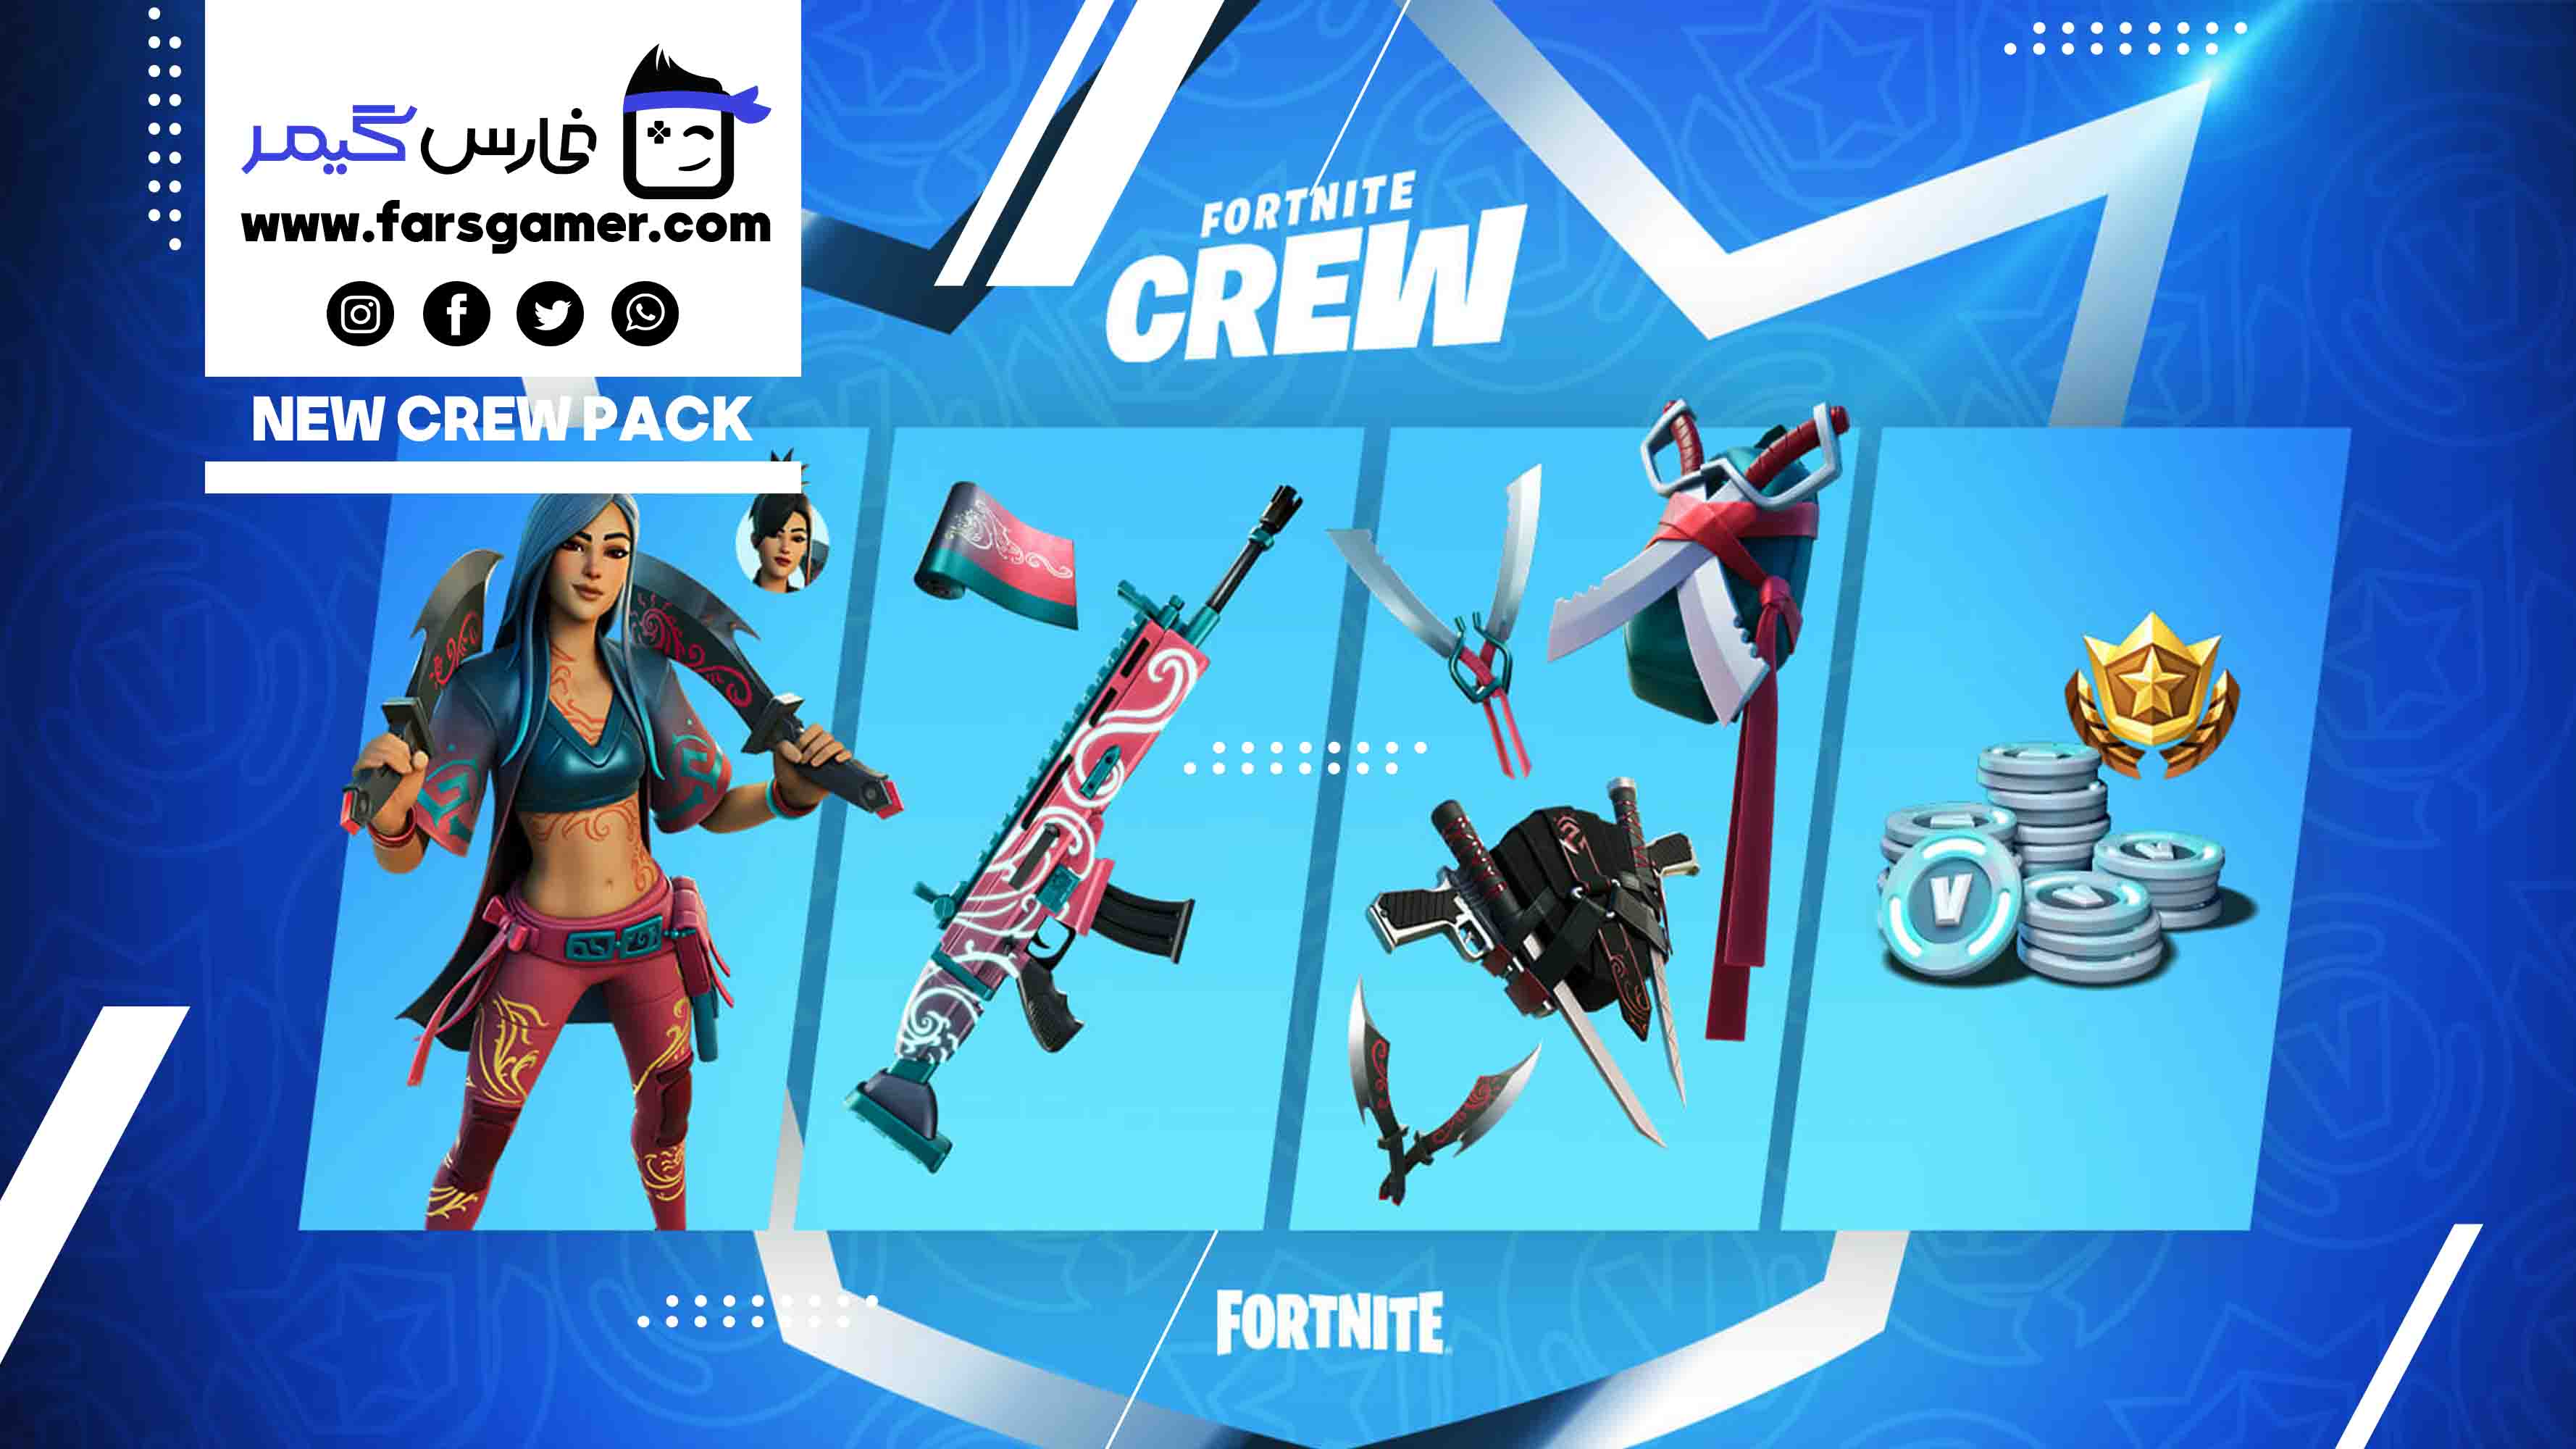 فارس گیمر
www.farsgamer.com
NEW CREW PACK
FORTNITE
CREW
FORTNITE